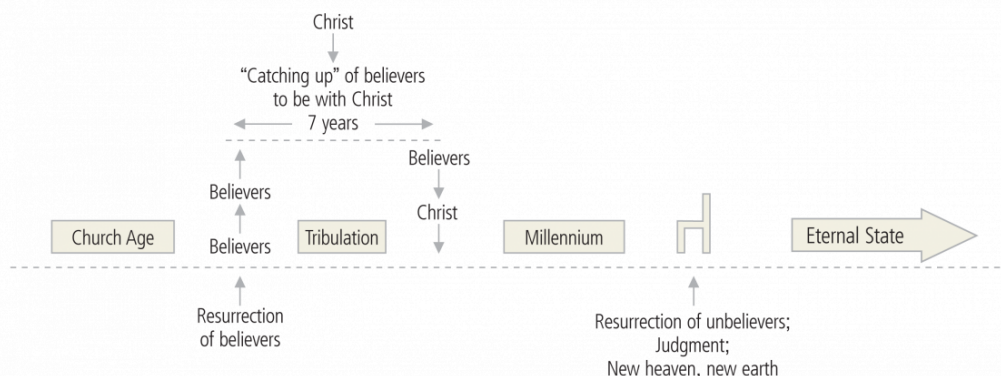 Christ
“Catching up” of believers
to be with Christ
7 years
Believers
Believers
Christ
Church Age
Believers
Tribulation
Millennium
Eternal State
Resurrection
of believers
Resurrection of unbelievers;
Judgment;
New heaven, new earth